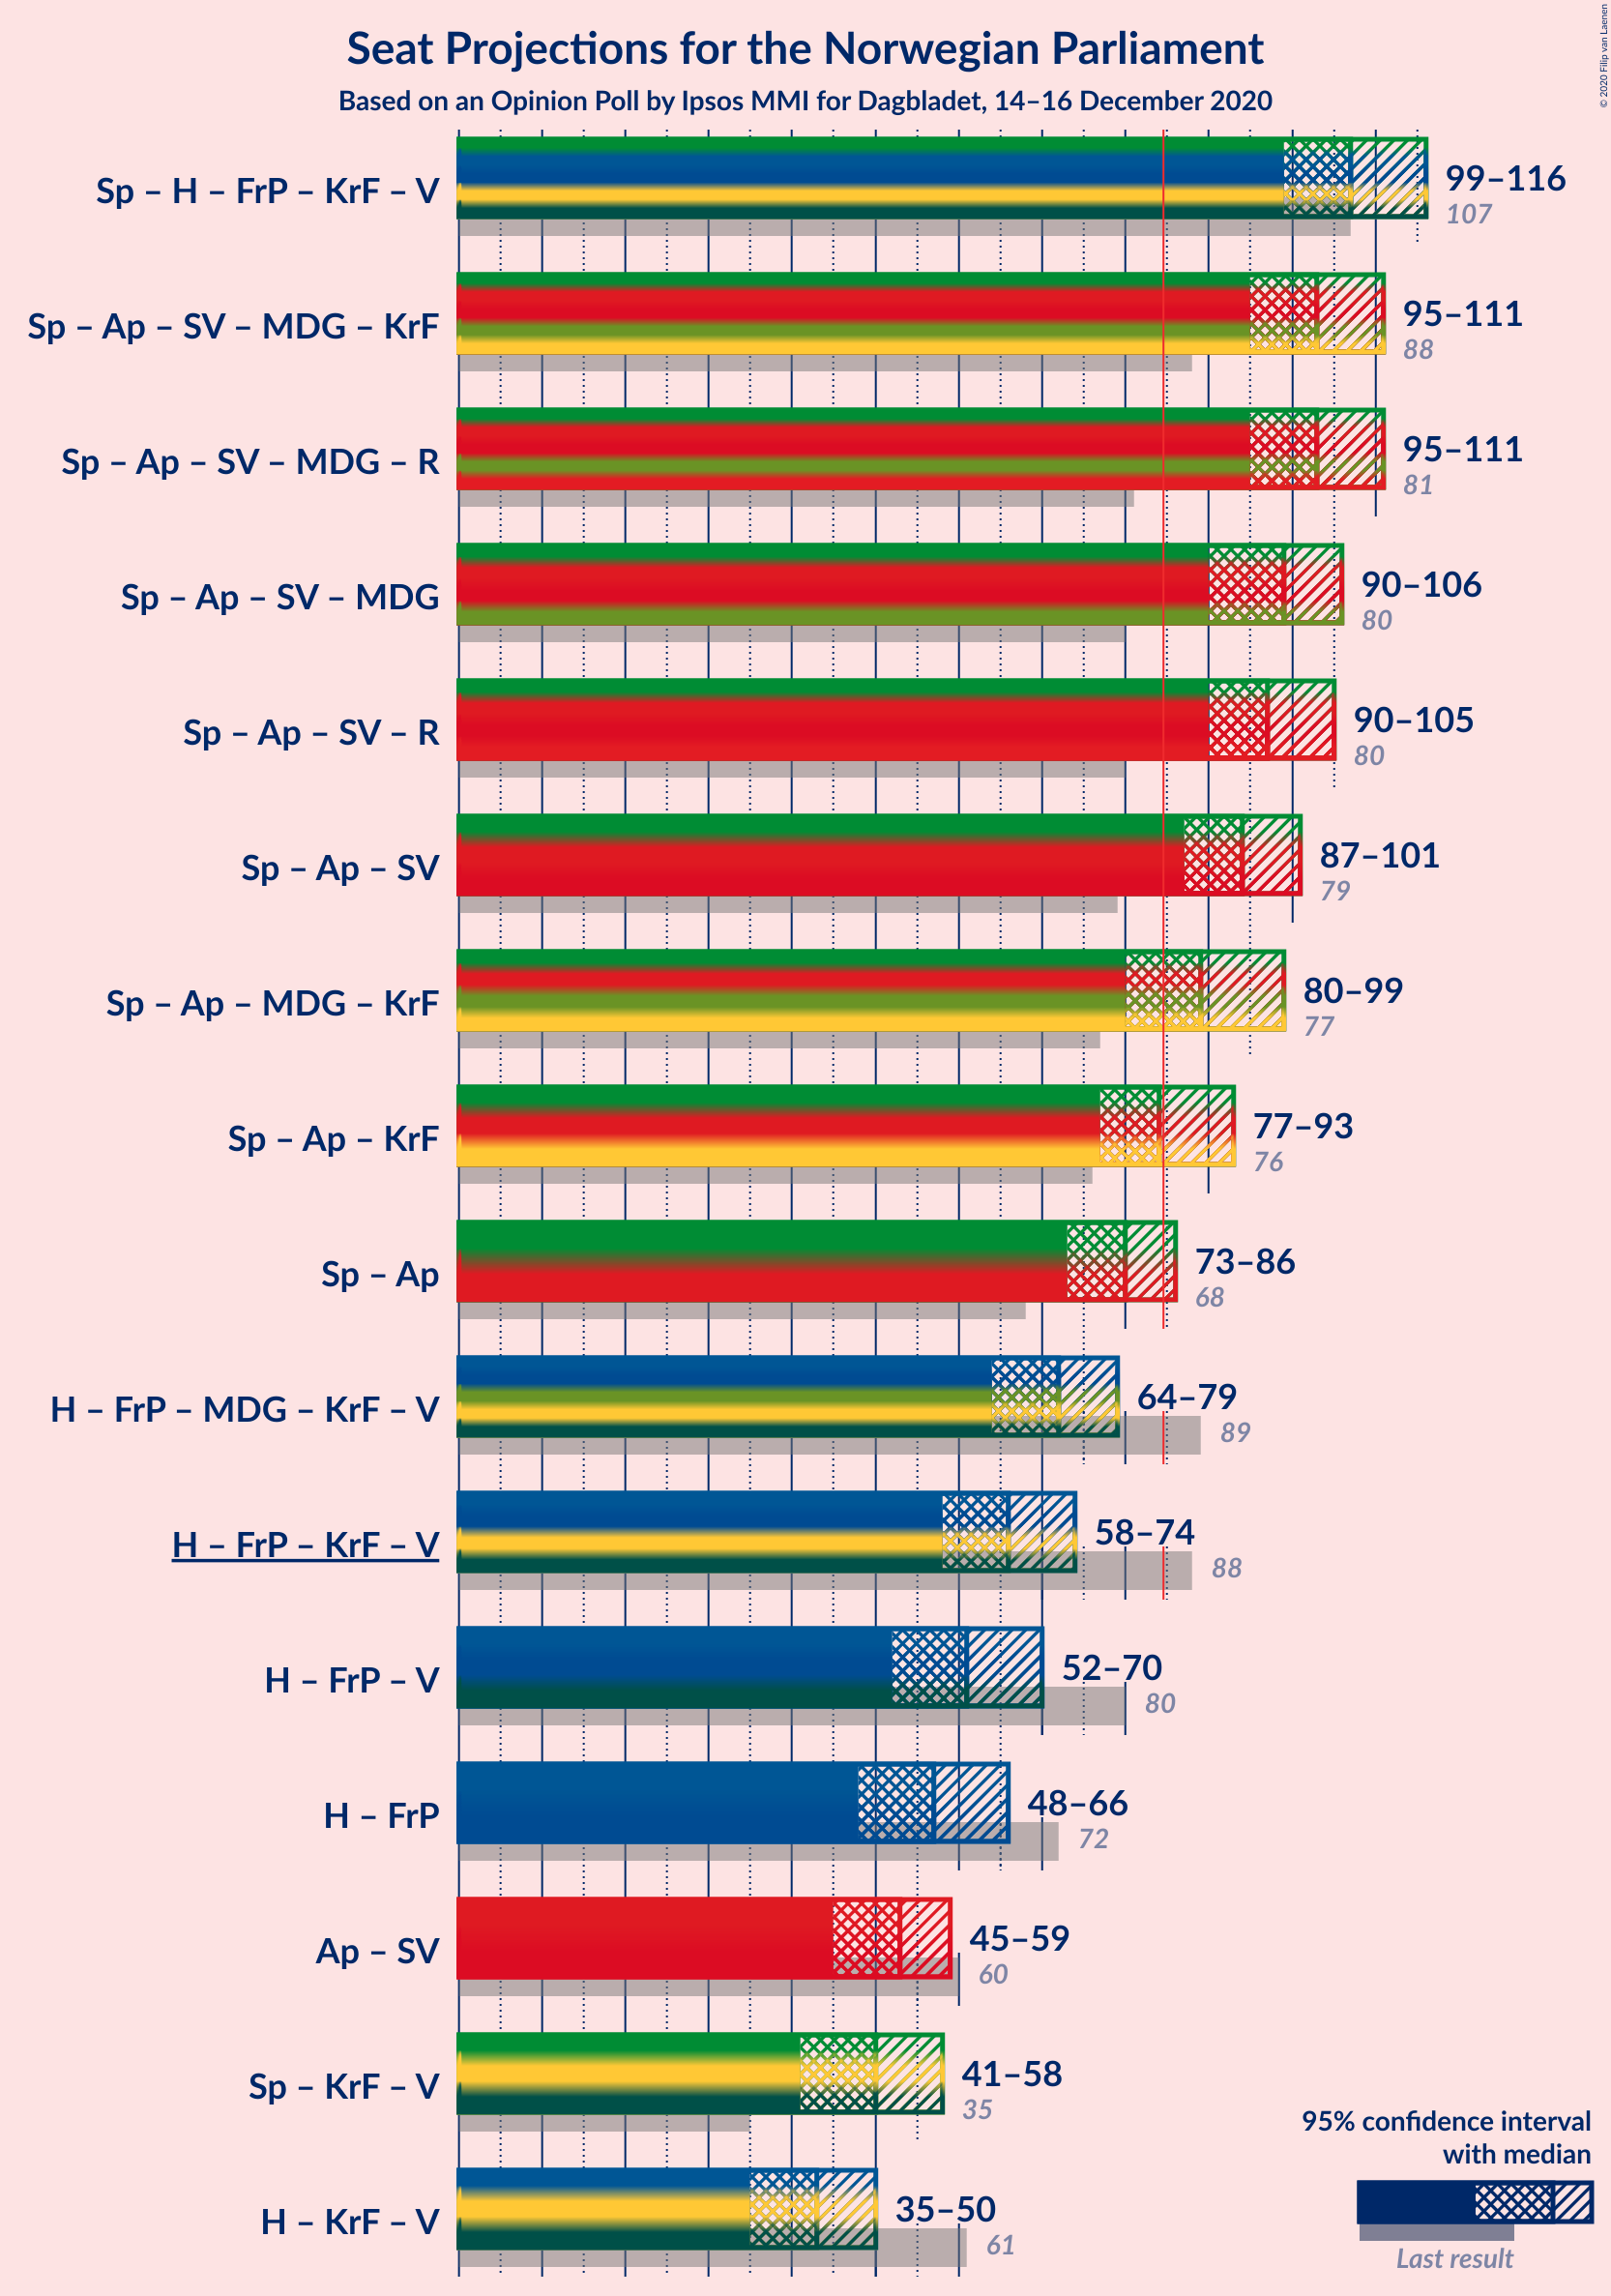 Seat Projections for the Norwegian Parliament
Based on an Opinion Poll by Ipsos MMI for Dagbladet, 14–16 December 2020
© 2020 Filip van Laenen
Sp – H – FrP – KrF – V
99–116
107
Sp – Ap – SV – MDG – KrF
95–111
88
Sp – Ap – SV – MDG – R
95–111
81
Sp – Ap – SV – MDG
90–106
80
Sp – Ap – SV – R
90–105
80
Sp – Ap – SV
87–101
79
Sp – Ap – MDG – KrF
80–99
77
Sp – Ap – KrF
77–93
76
Sp – Ap
73–86
68
H – FrP – MDG – KrF – V
64–79
89
H – FrP – KrF – V
58–74
88
H – FrP – V
52–70
80
H – FrP
48–66
72
Ap – SV
45–59
60
Sp – KrF – V
41–58
35
H – KrF – V
35–50
61
95% confidence interval
with median
Last result